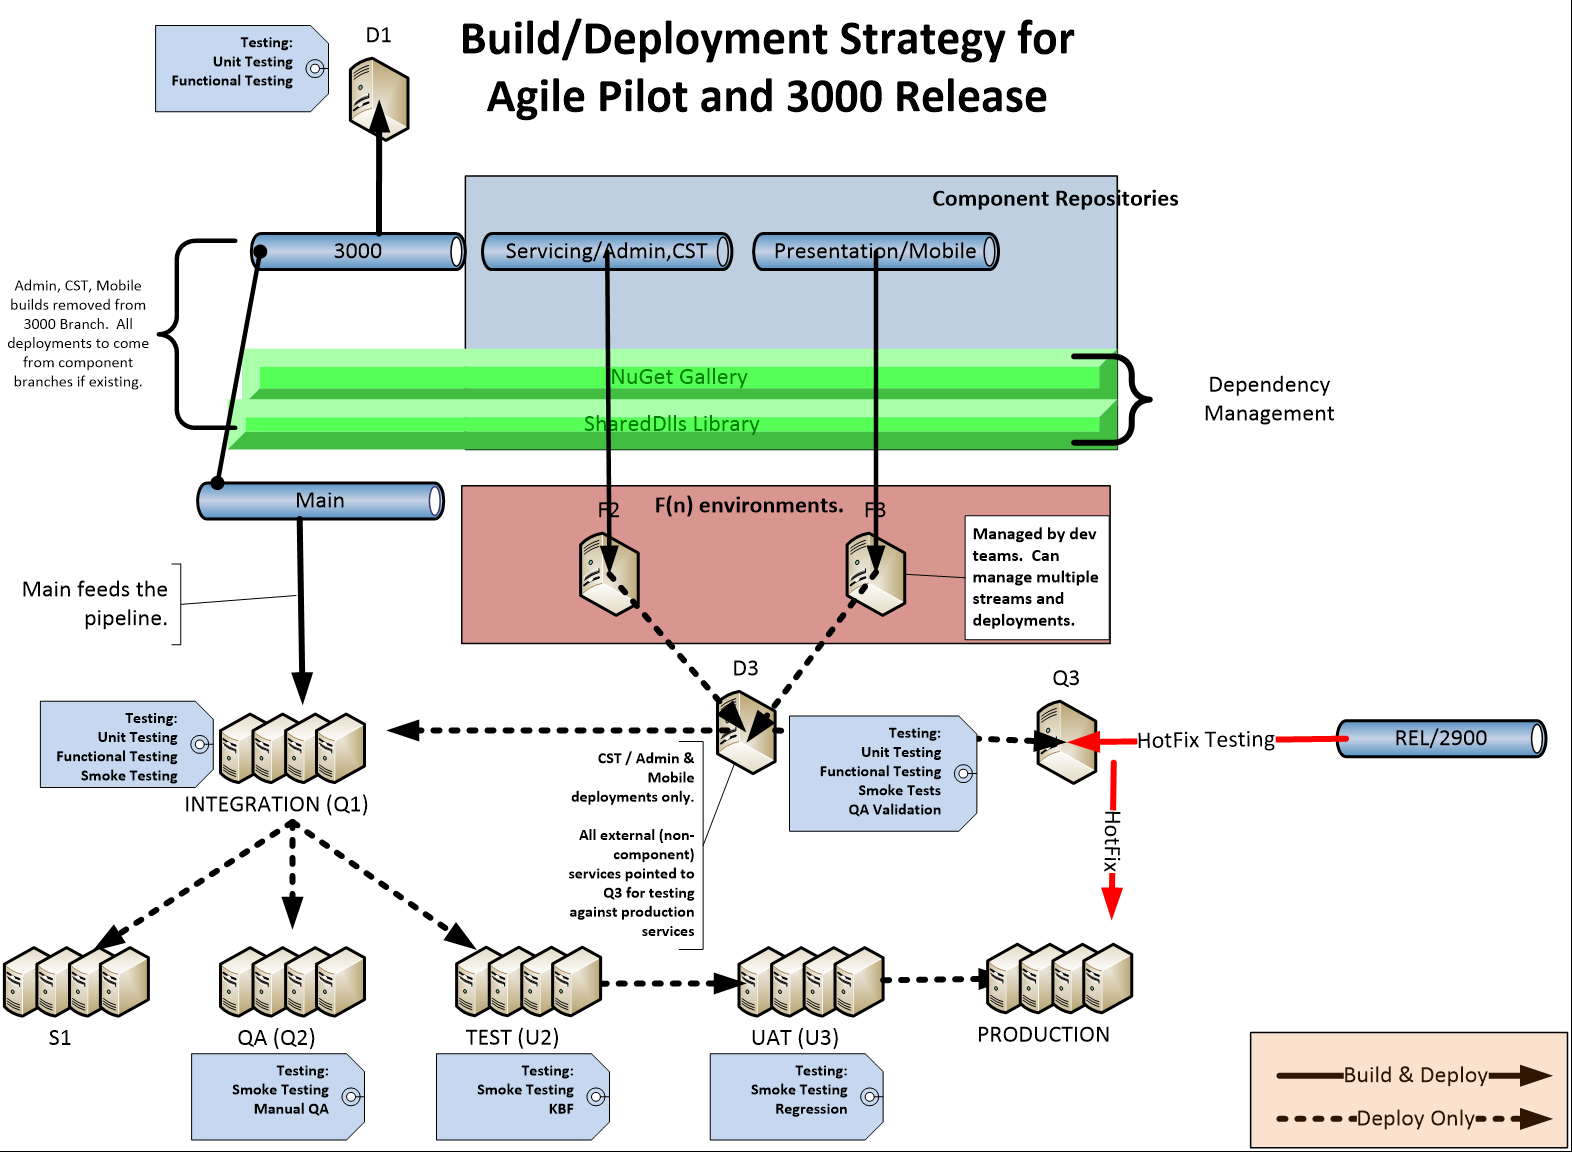 Build/Deployment Strategy for
Agile Pilot and 3000 Release
D1
Testing:
Unit Testing
Functional Testing
Component Repositories
3000
Servicing/Admin,CST
Presentation/Mobile
Admin, CST, Mobile
builds removed from
3000 Branch.  All
deployments to come
from component
branches if existing.
NuGet Gallery
SharedDlls Library
Dependency
Management
Main
F(n) environments.
F2
F3
Managed by dev
teams.  Can
manage multiple
streams and
deployments.
Main feeds the
pipeline.
D3
Q3
Testing:
Unit Testing
Functional Testing
Smoke Testing
INTEGRATION (Q1)
CST / Admin &
Mobile
deployments only.
All external (non-
component)
services pointed to
Q3 for testing
against production
services
Testing:
Unit Testing
Functional Testing
Smoke Tests
QA Validation
HotFix Testing
REL/2900
HotFix
S1
QA (Q2)
TEST (U2)
UAT (U3)
PRODUCTION
Testing:
Smoke Testing
Manual QA
Testing:
Smoke Testing
KBF
Testing:
Smoke Testing
Regression
Build & Deploy
Deploy Only